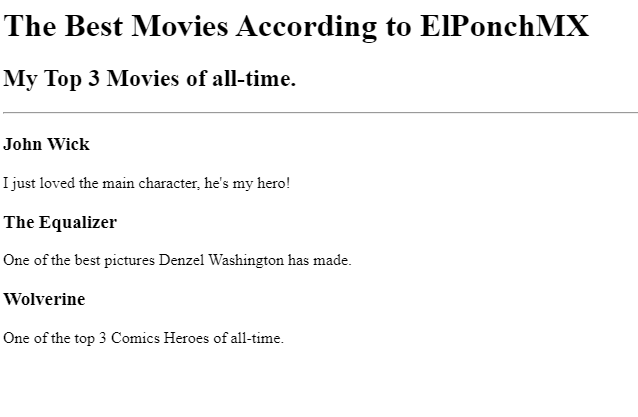 The Best Movies According to ElPonchMX
My Top 3 Movies of all-time.
John Wick
I just loved the main character, he's my hero!
The Equalizer
One of the best pictures Denzel Washington has made.
Wolverine
One of the top 3 Comics Heroes of all-time.